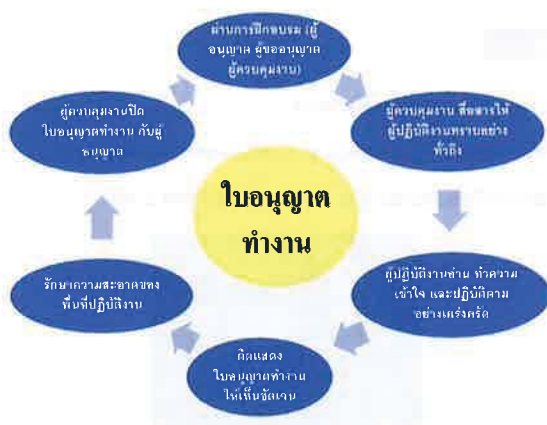 ผ่านการฝึกอบรม (ผู้
อนุญาต ผู้ขออนุญาต
ผู้ควบคุมงาน)
ผู้ควบคุมงาน สื่อสารให้
ผู้ปฏิบัติงานทราบอย่าง
ทั่วถึง
ผู้ปฏิบัติงานอ่าน ทำความ
เข้าใจ และปฏิบัติตาม
อย่างเคร่งครัด
ติดแสดง
ใบอนุญาตทำงาน
ให้เห็นชัดเจน
รักษาความสะอาดของ
พื้นที่ปฏิบัติงาน
ผู้ควบคุมงานปิด
ใบอนุญาตทำงาน กับผู้
อนุญาต
ใบอนุญาต
ทำงาน